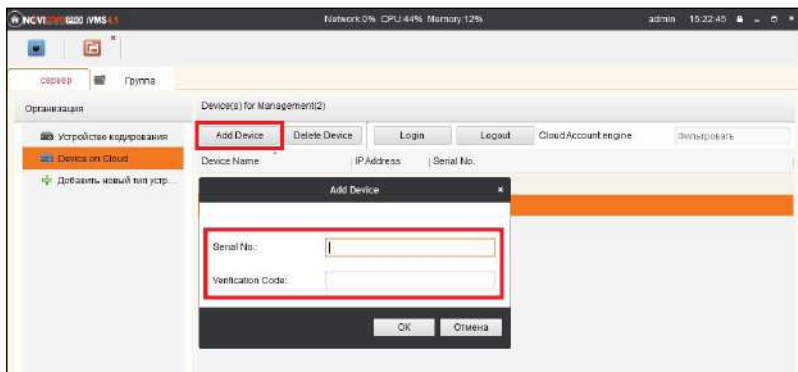 Network:0% CPU:44% Memory:12% admin 15:22:45
сервер Группа
Организация
Device(s) for Management(2)
Устройство кодирования
Add Device Delete Device Login Logout Cloud Account:engine Фильтровать
Device on Cloud
Device Name IP Address Serial No.
Добавить новый тип устр...
Add Device
Serial No.:
Verification Code:
OK Отмена